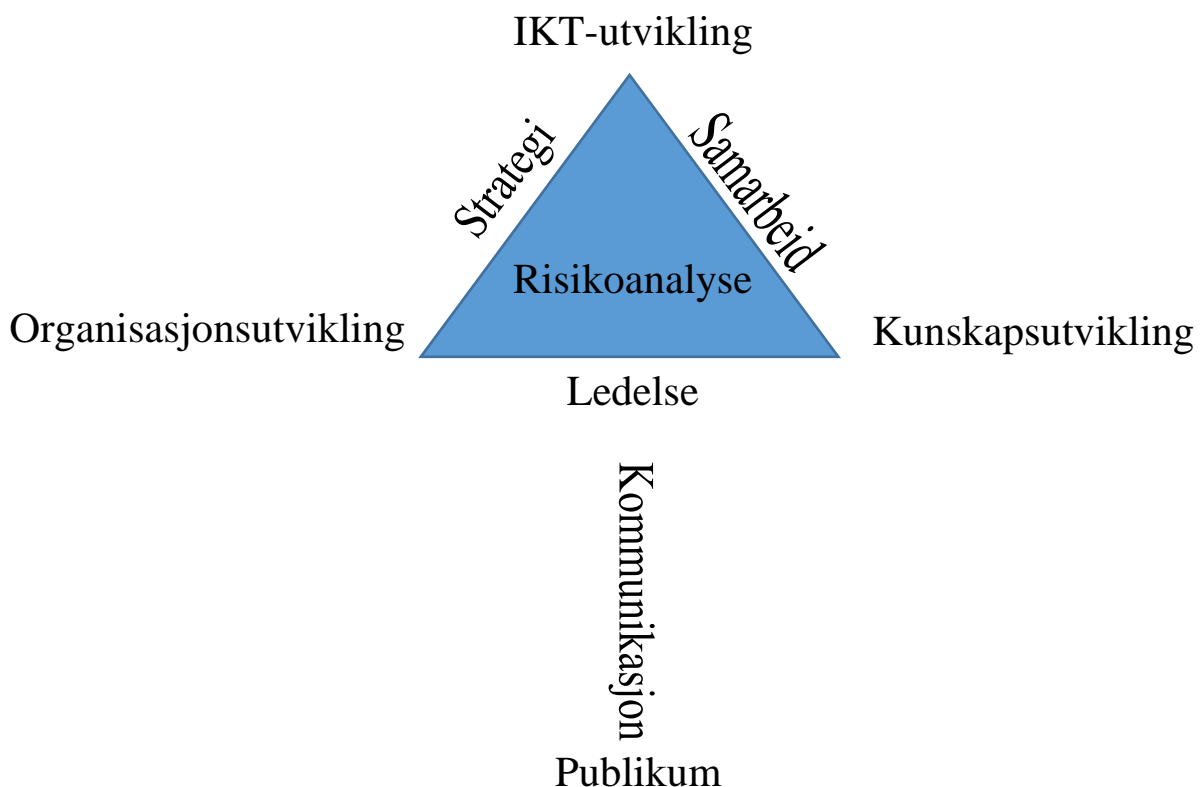 IKT-utvikling
Strategi
Samarbeid
Risikoanalyse
Organisasjonsutvikling
Kunskapsutvikling
Ledelse
Kommunikasjon
Publikum